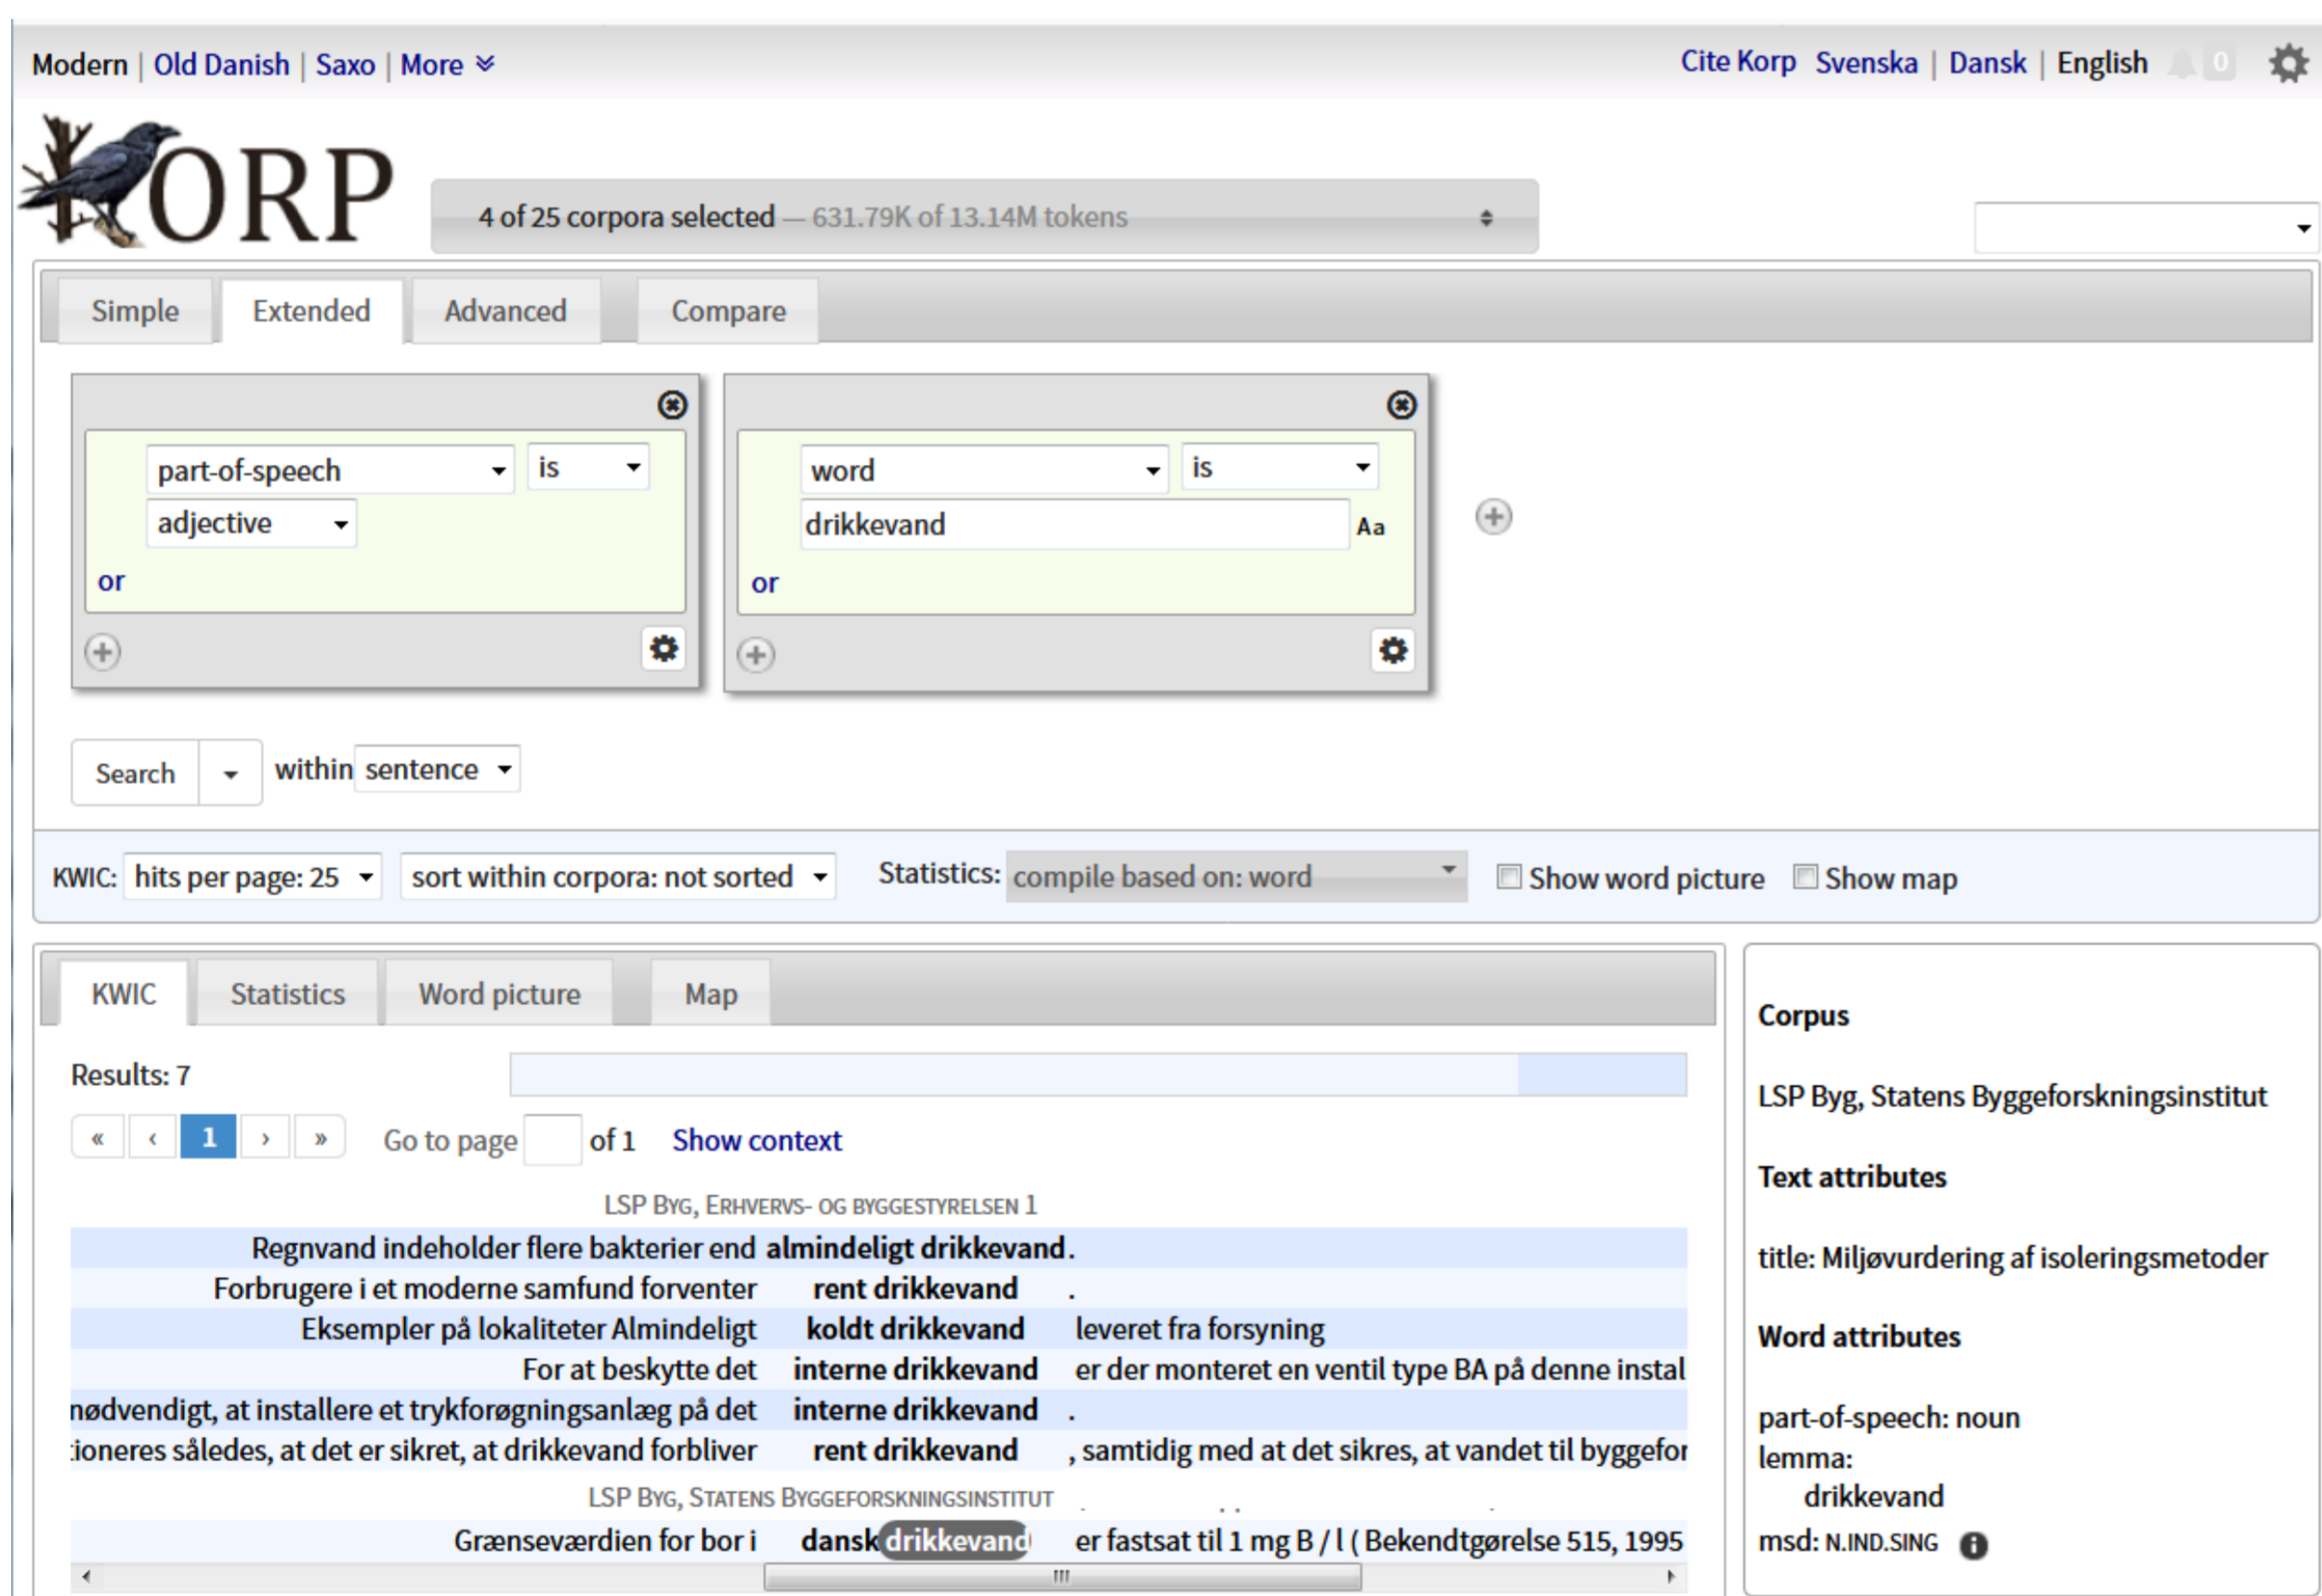 Modern | Old Danish | Saxo | More
Cite Korp Svenska | Dansk | English 0
KORP
4 of 25 corpora selected — 631.79K of 13.14M tokens
Simple Extended Advanced Compare
part-of-speech is
adjective
or
word is
drikkevand Aa
or
Search within sentence
KWIC: hits per page: 25 sort within corpora: not sorted Statistics: compile based on: word Show word picture Show map
KWIC Statistics Word picture Map
Results: 7
« ‹ 1 › » Go to page of 1 Show context
LSP Byg, Erhvervs- og byggestyrelsen 1
Regnvand indeholder flere bakterier end almindeligt drikkevand .
Forbrugere i et moderne samfund forventer rent drikkevand .
Eksempler på lokaliteter Almindeligt koldt drikkevand leveret fra forsyning
For at beskytte det interne drikkevand er der monteret en ventil type BA på denne instal
nødvendigt, at installere et trykforøgningsanlæg på det interne drikkevand .
tioneres således, at det er sikret, at drikkevand forbliver rent drikkevand , samtidig med at det sikres, at vandet til byggefor
LSP Byg, Statens Byggeforskningsinstitut
Grænseværdien for bor i dansk drikkevand er fastsat til 1 mg B / l ( Bekendtgørelse 515, 1995
Corpus
LSP Byg, Statens Byggeforskningsinstitut
Text attributes
title: Miljøvurdering af isoleringsmetoder
Word attributes
part-of-speech: noun
lemma:
drikkevand
msd: N.IND.SING